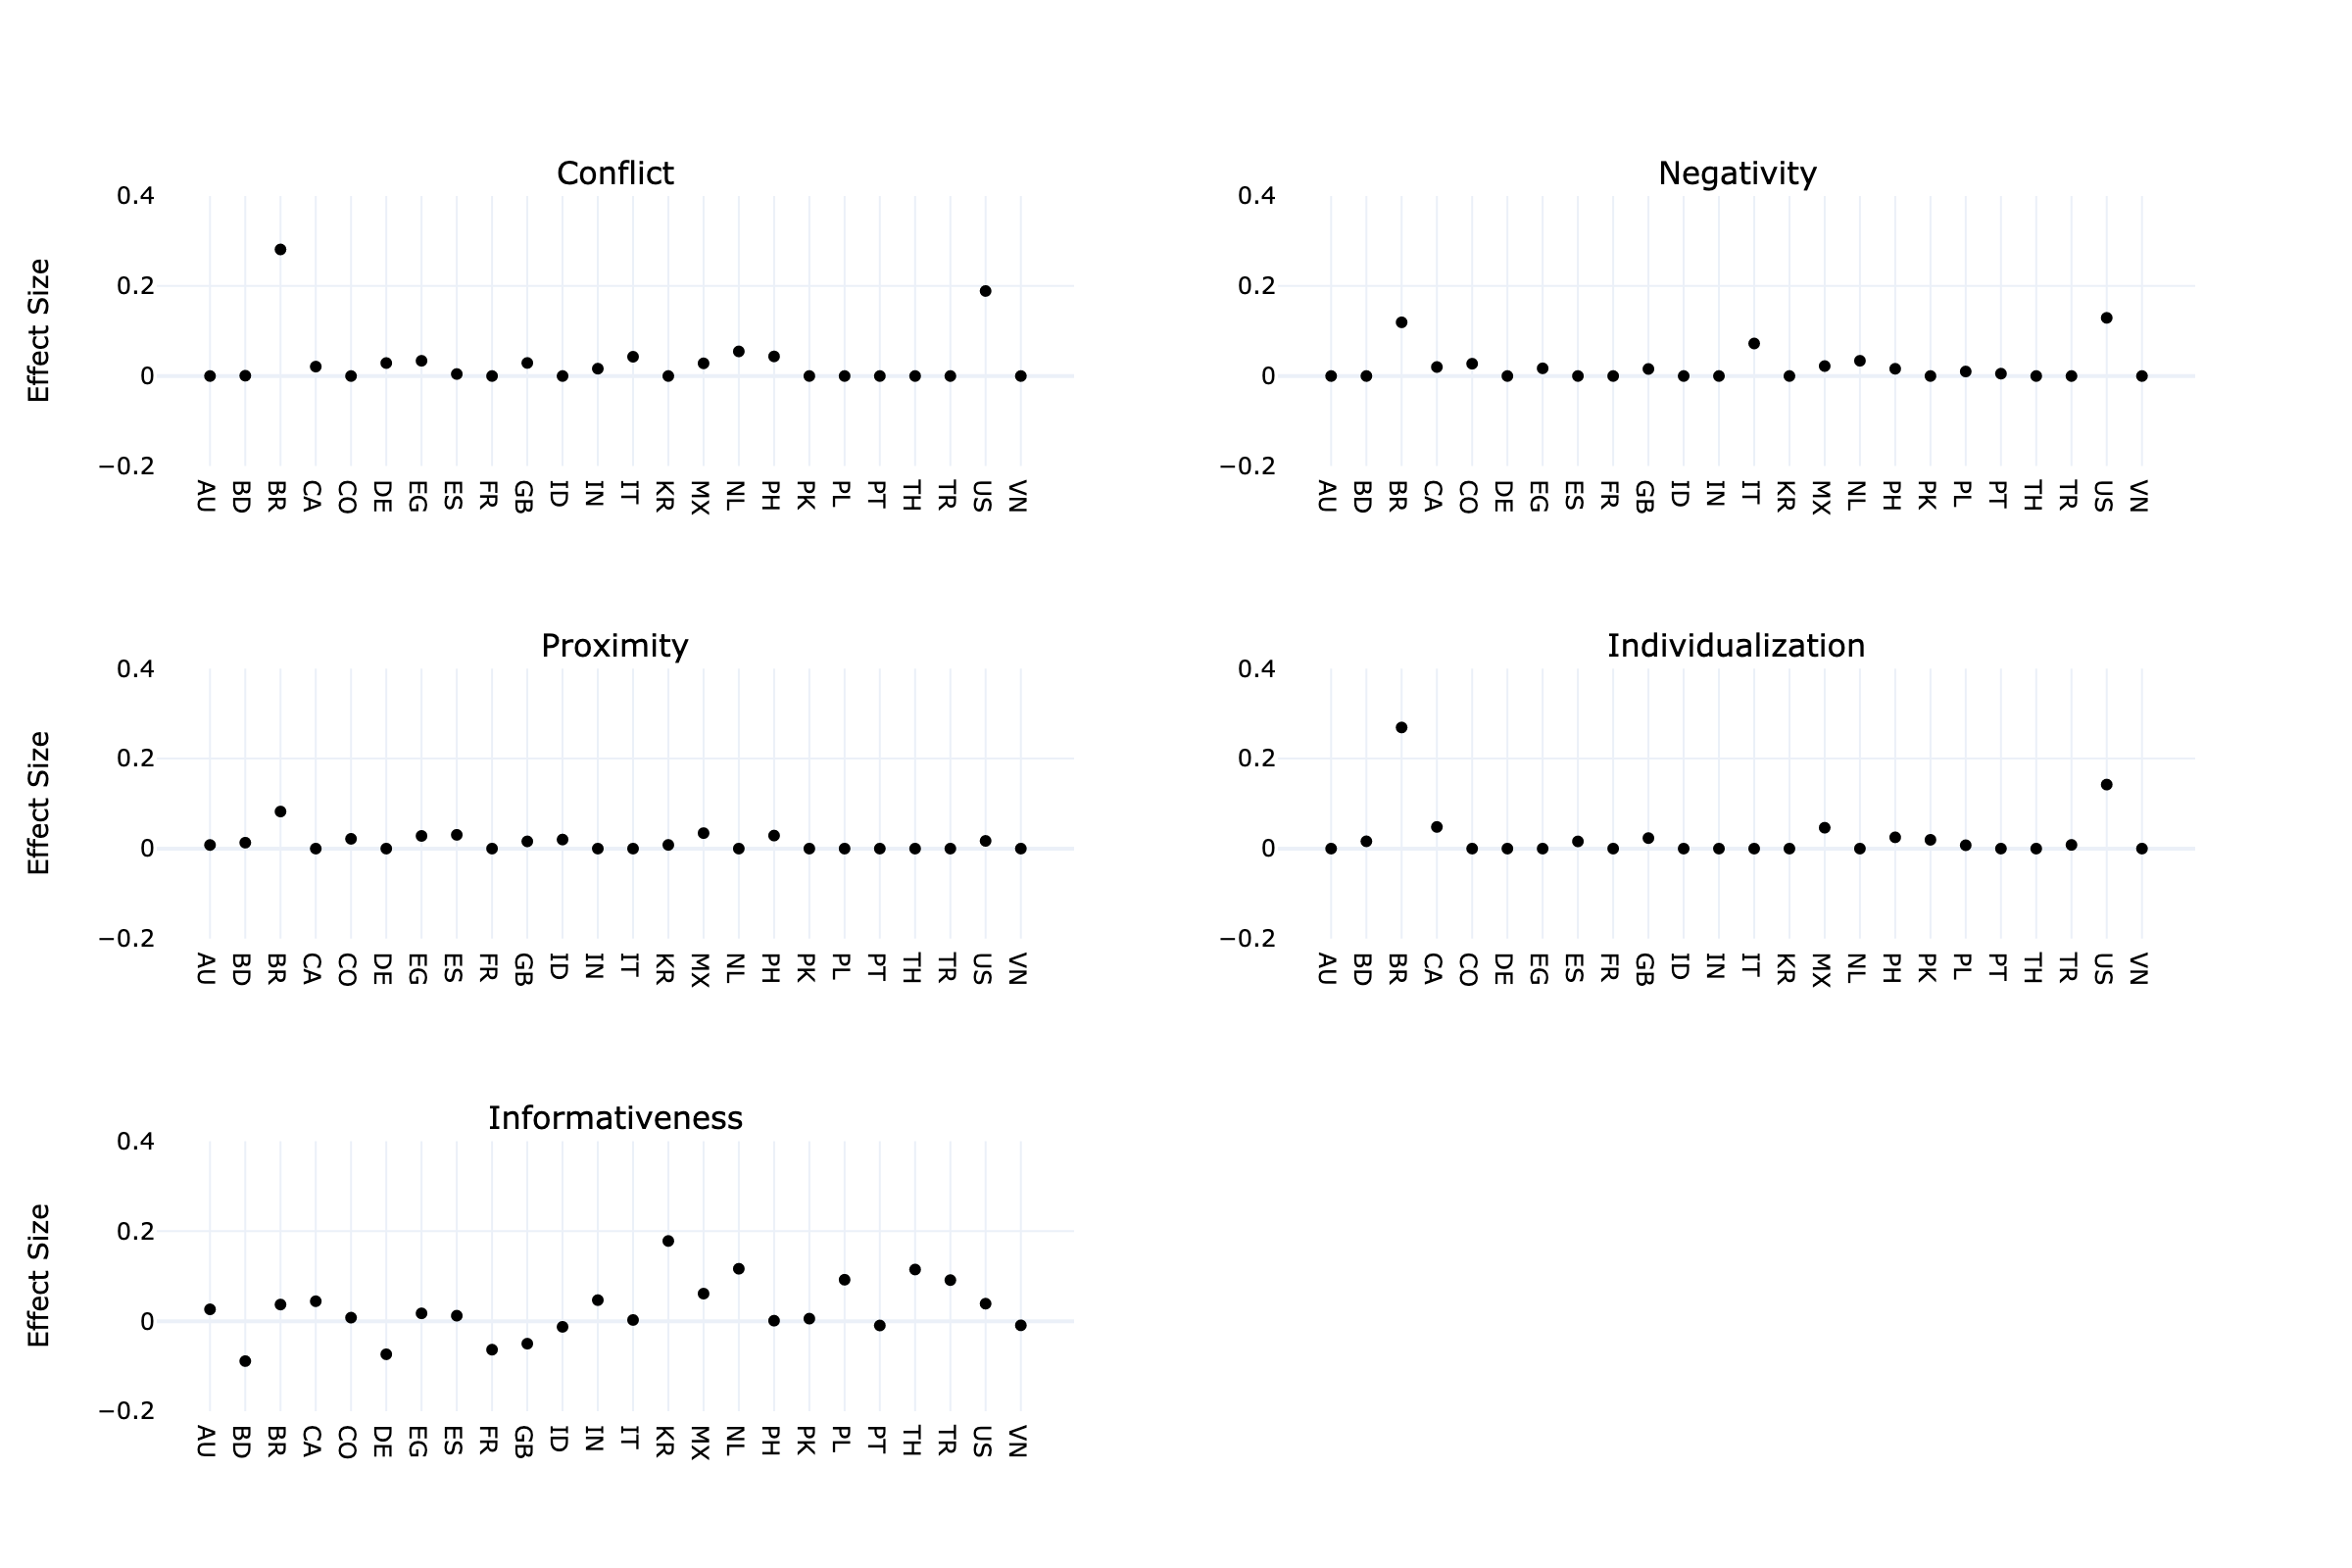 Conflict
0.4
0.2
0
−0.2
Effect Size
AU BD BR CA CO DE EG ES FR GB ID IN IT KR MX NL PH PK PL PT TH TR US VN
Negativity
0.4
0.2
0
−0.2
AU BD BR CA CO DE EG ES FR GB ID IN IT KR MX NL PH PK PL PT TH TR US VN
Proximity
0.4
0.2
0
−0.2
Effect Size
AU BD BR CA CO DE EG ES FR GB ID IN IT KR MX NL PH PK PL PT TH TR US VN
Individualization
0.4
0.2
0
−0.2
AU BD BR CA CO DE EG ES FR GB ID IN IT KR MX NL PH PK PL PT TH TR US VN
Informativeness
0.4
0.2
0
−0.2
Effect Size
AU BD BR CA CO DE EG ES FR GB ID IN IT KR MX NL PH PK PL PT TH TR US VN